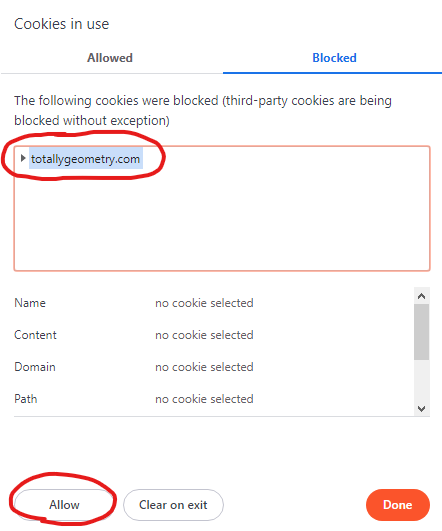 Cookies in use
Allowed Blocked
The following cookies were blocked (third-party cookies are being
blocked without exception)
totallygeometry.com
Name no cookie selected
Content no cookie selected
Domain no cookie selected
Path no cookie selected
Allow Clear on exit Done